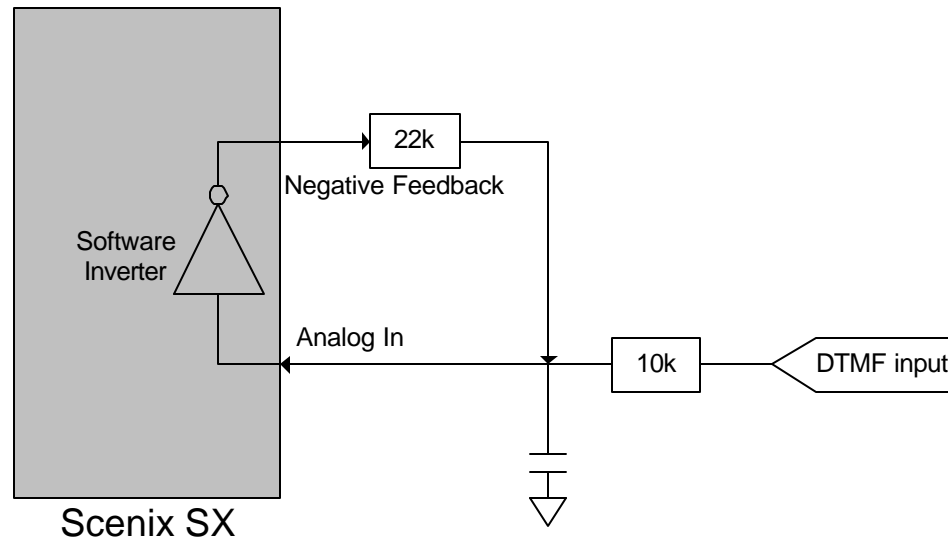 22k
Negative Feedback
Software
Inverter
Analog In
10k
DTMF input
Scenix SX